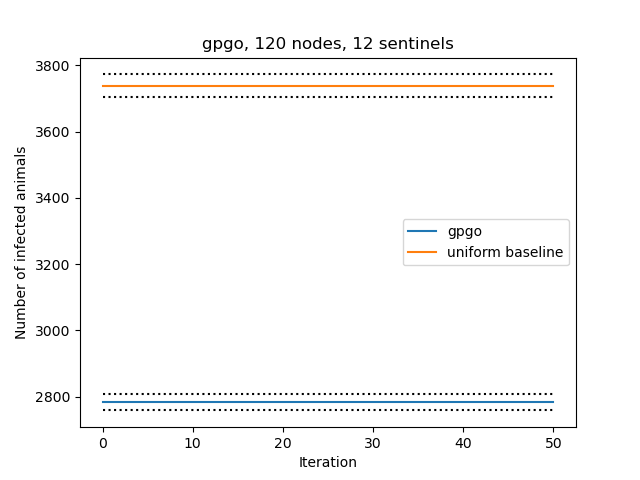 gpgo, 120 nodes, 12 sentinels
3800
3600
3400
3200
3000
2800
Number of infected animals
gpgo
uniform baseline
0 10 20 30 40 50
Iteration